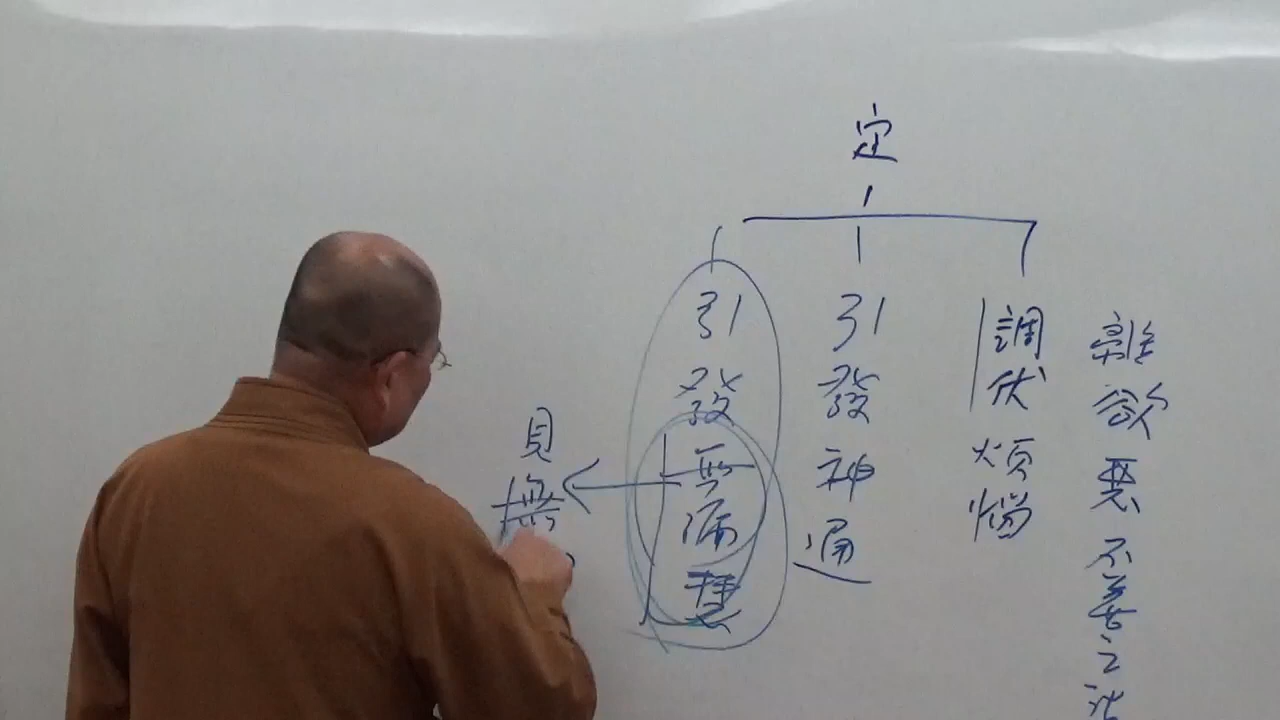 定
離欲惡不善之法
調伏煩惱
引發神通
引發無漏慧
見無